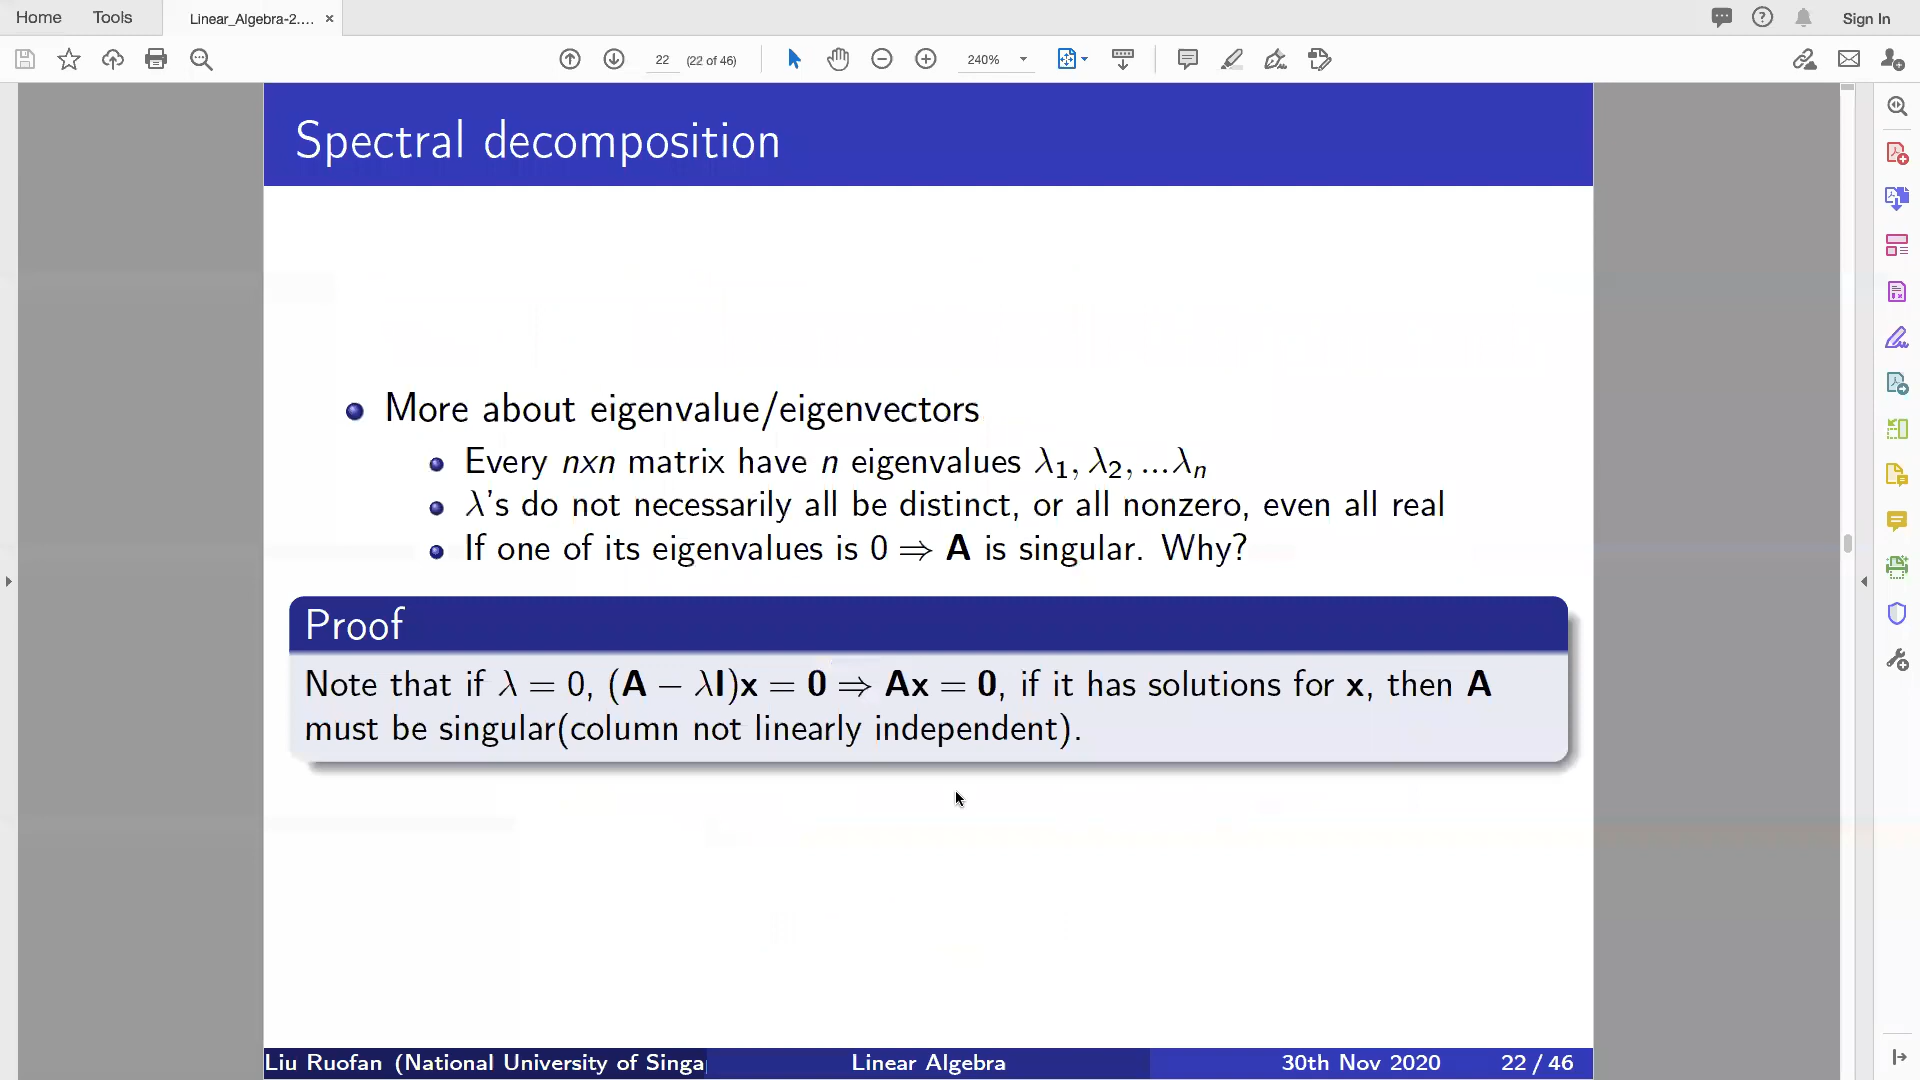 Home Tools Linear_Algebra-2.... × Sign In
22 (22 of 46) 240%
Spectral decomposition
More about eigenvalue/eigenvectors
Every nxn matrix have n eigenvalues λ₁, λ₂, ...λₙ
λ's do not necessarily all be distinct, or all nonzero, even all real
If one of its eigenvalues is 0 ⇒ A is singular. Why?
Proof
Note that if λ = 0, (A − λI)x = 0 ⇒ Ax = 0, if it has solutions for x, then A
must be singular(column not linearly independent).
Liu Ruofan (National University of Singa Linear Algebra 30th Nov 2020 22 / 46